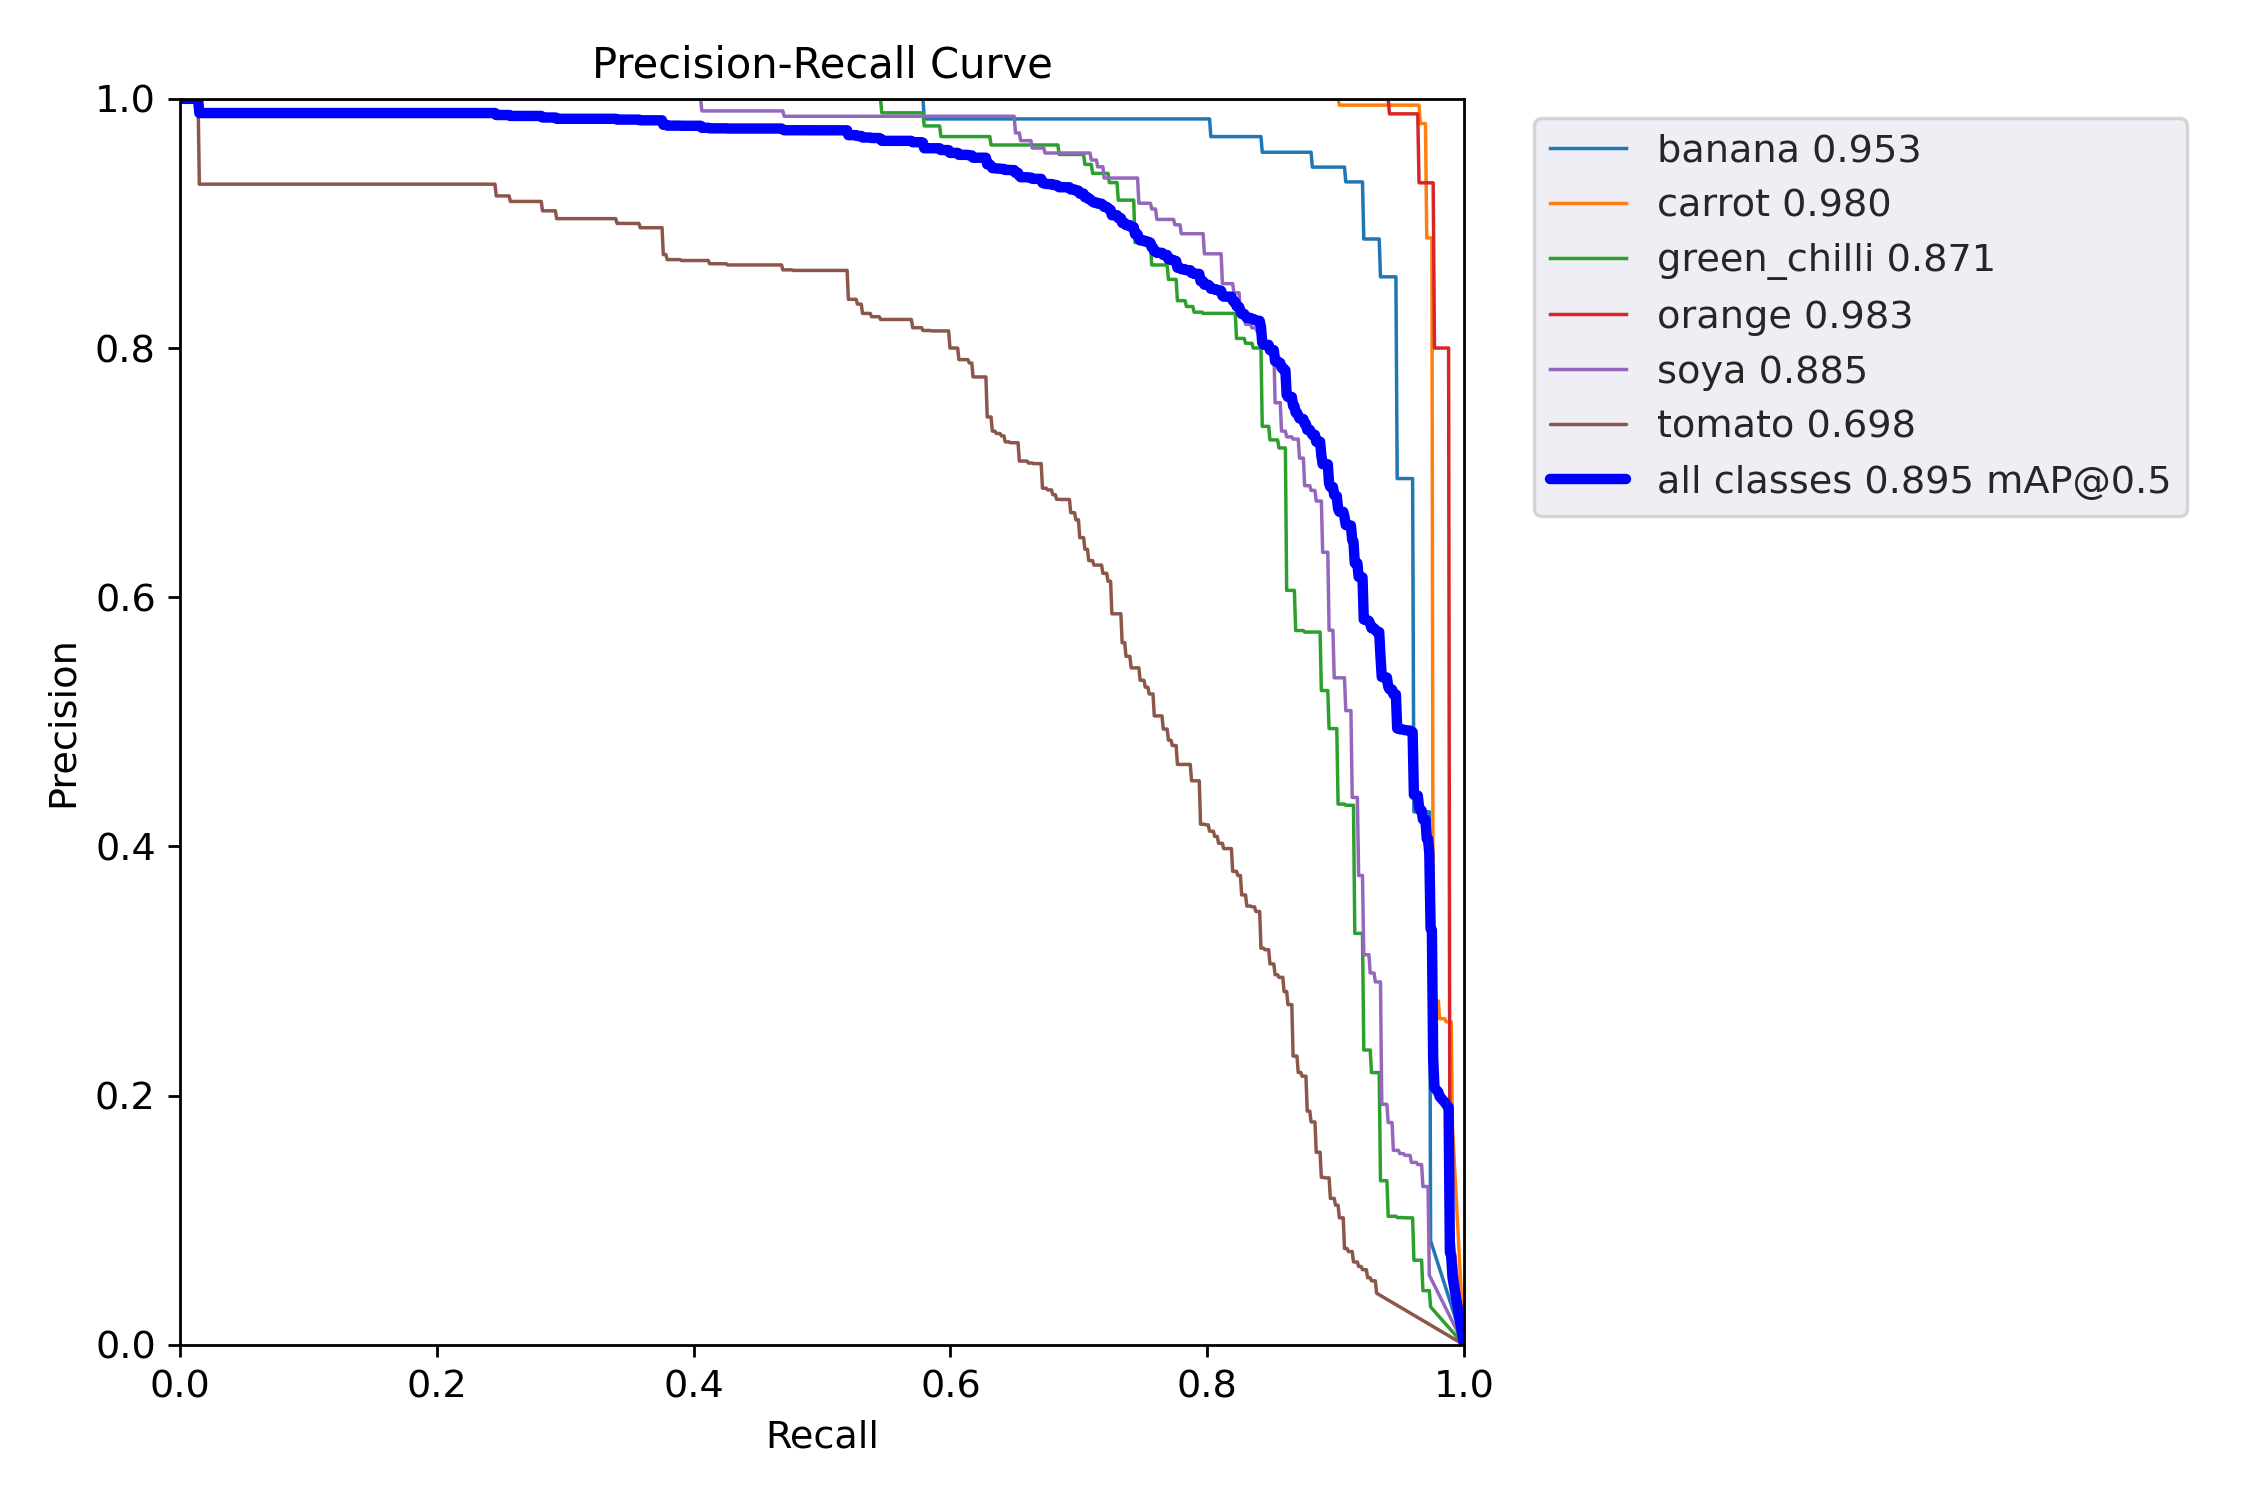 Precision-Recall Curve
1.0
0.8
0.6
0.4
0.2
0.0
Precision
0.0 0.2 0.4 0.6 0.8 1.0
Recall
banana 0.953
carrot 0.980
green_chilli 0.871
orange 0.983
soya 0.885
tomato 0.698
all classes 0.895 mAP@0.5